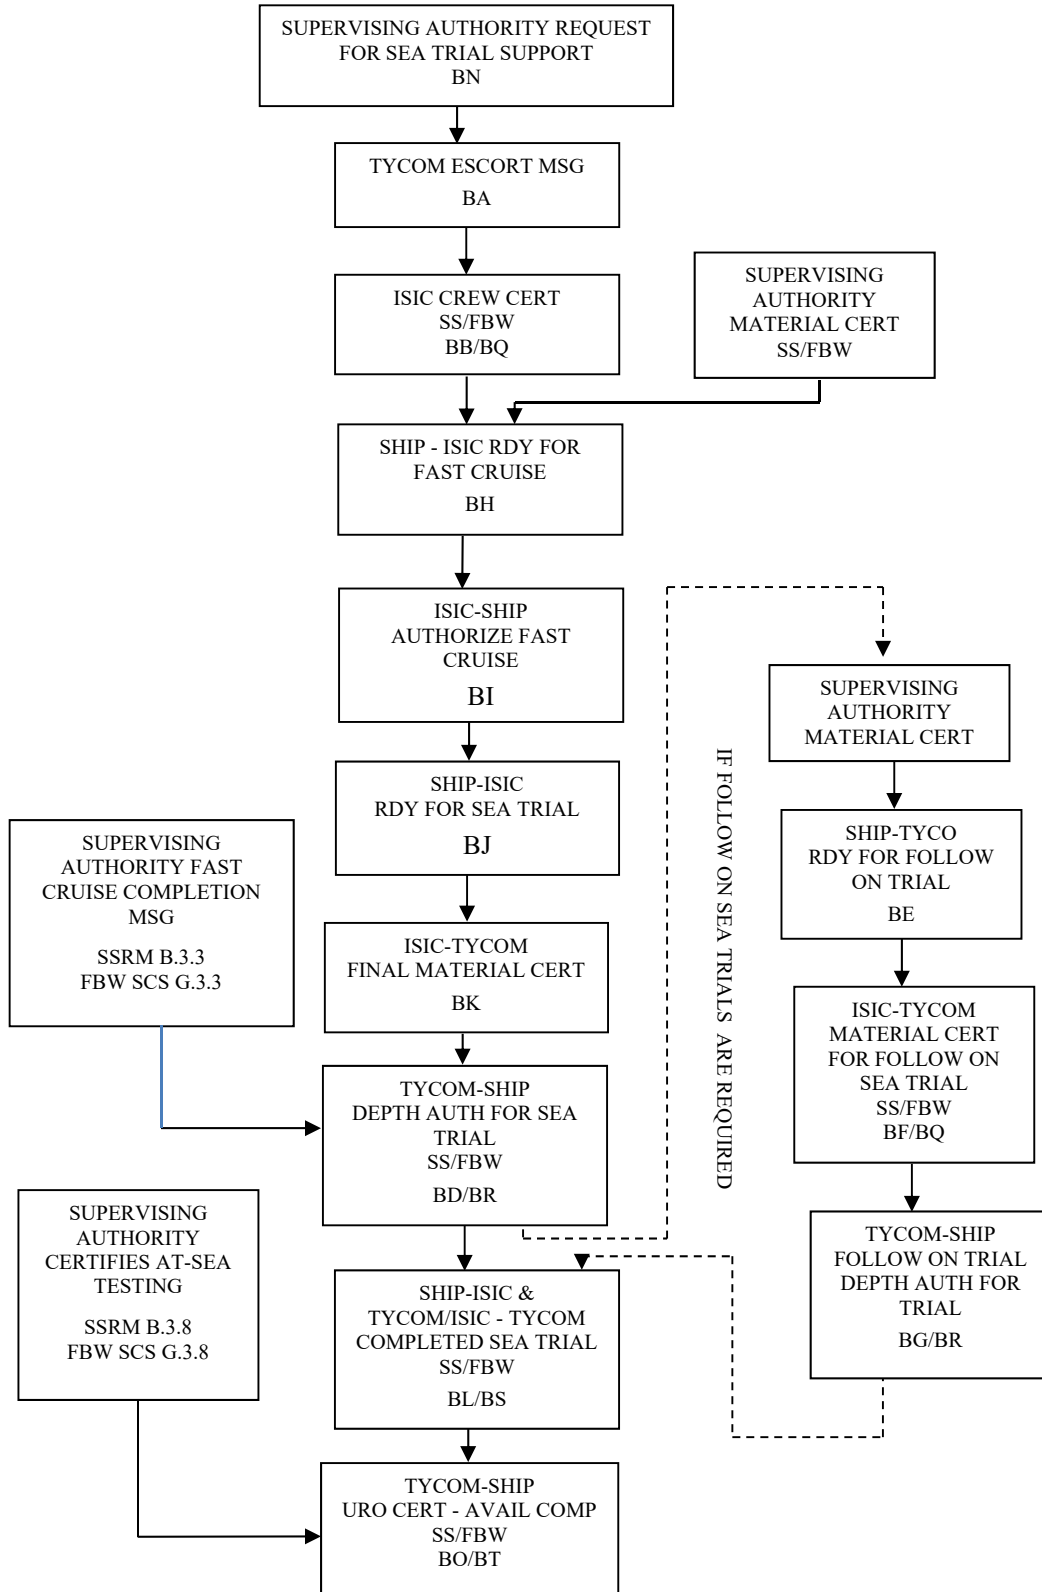 SUPERVISING AUTHORITY REQUEST
FOR SEA TRIAL SUPPORT
BN
TYCOM ESCORT MSG
BA
ISIC CREW CERT
SS/FBW
BB/BQ
SUPERVISING
AUTHORITY
MATERIAL CERT
SS/FBW
SHIP - ISIC RDY FOR
FAST CRUISE
BH
ISIC-SHIP
AUTHORIZE FAST
CRUISE
BI
SHIP-ISIC
RDY FOR SEA TRIAL
BJ
SUPERVISING
AUTHORITY FAST
CRUISE COMPLETION
MSG
SSRM B.3.3
FBW SCS G.3.3
ISIC-TYCOM
FINAL MATERIAL CERT
BK
TYCOM-SHIP
DEPTH AUTH FOR SEA
TRIAL
SS/FBW
BD/BR
IF FOLLOW ON SEA TRIALS ARE REQUIRED
SUPERVISING
AUTHORITY
MATERIAL CERT
SHIP-TYCO
RDY FOR FOLLOW
ON TRIAL
BE
ISIC-TYCOM
MATERIAL CERT
FOR FOLLOW ON
SEA TRIAL
SS/FBW
BF/BQ
TYCOM-SHIP
FOLLOW ON TRIAL
DEPTH AUTH FOR
TRIAL
BG/BR
SUPERVISING
AUTHORITY
CERTIFIES AT-SEA
TESTING
SSRM B.3.8
FBW SCS G.3.8
SHIP-ISIC &
TYCOM/ISIC - TYCOM
COMPLETED SEA TRIAL
SS/FBW
BL/BS
TYCOM-SHIP
URO CERT - AVAIL COMP
SS/FBW
BO/BT